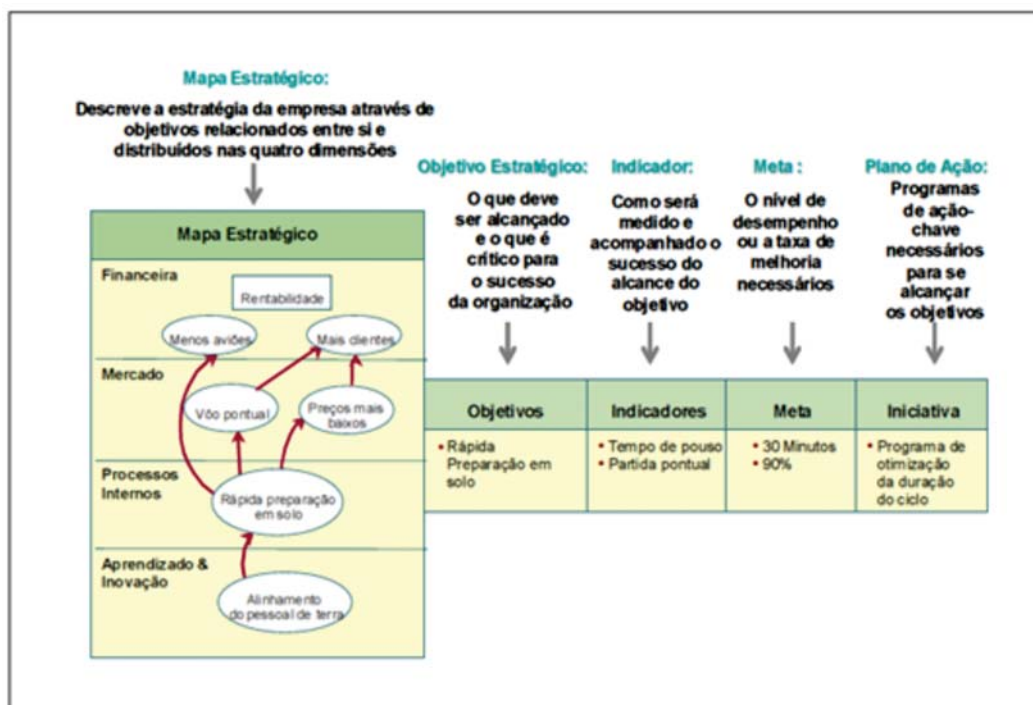 Mapa Estratégico:
Descreve a estratégia da empresa através de
objetivos relacionados entre si e
distribuídos nas quatro dimensões
Objetivo Estratégico:
O que deve
ser alcançado
e o que é
crítico para
o sucesso
da organização
Indicador:
Como será
medido e
acompanhado o
sucesso do
alcance do
objetivo
Meta :
O nível de
desempenho
ou a taxa de
melhoria
necessários
Plano de Ação:
Programas
de ação-
chave
necessários
para se
alcançar
os objetivos
Mapa Estratégico
Financeira
Rentabilidade
Menos aviões
Mais clientes
Mercado
Vôo pontual
Preços mais
baixos
Processos
Internos
Rápida preparação
em solo
Aprendizado &
Inovação
Alinhamento
do pessoal de terra
Objetivos
• Rápida
Preparação em
solo
Indicadores
• Tempo de pouso
• Partida pontual
Meta
• 30 Minutos
• 90%
Iniciativa
• Programa de
otimização
da duração
do ciclo